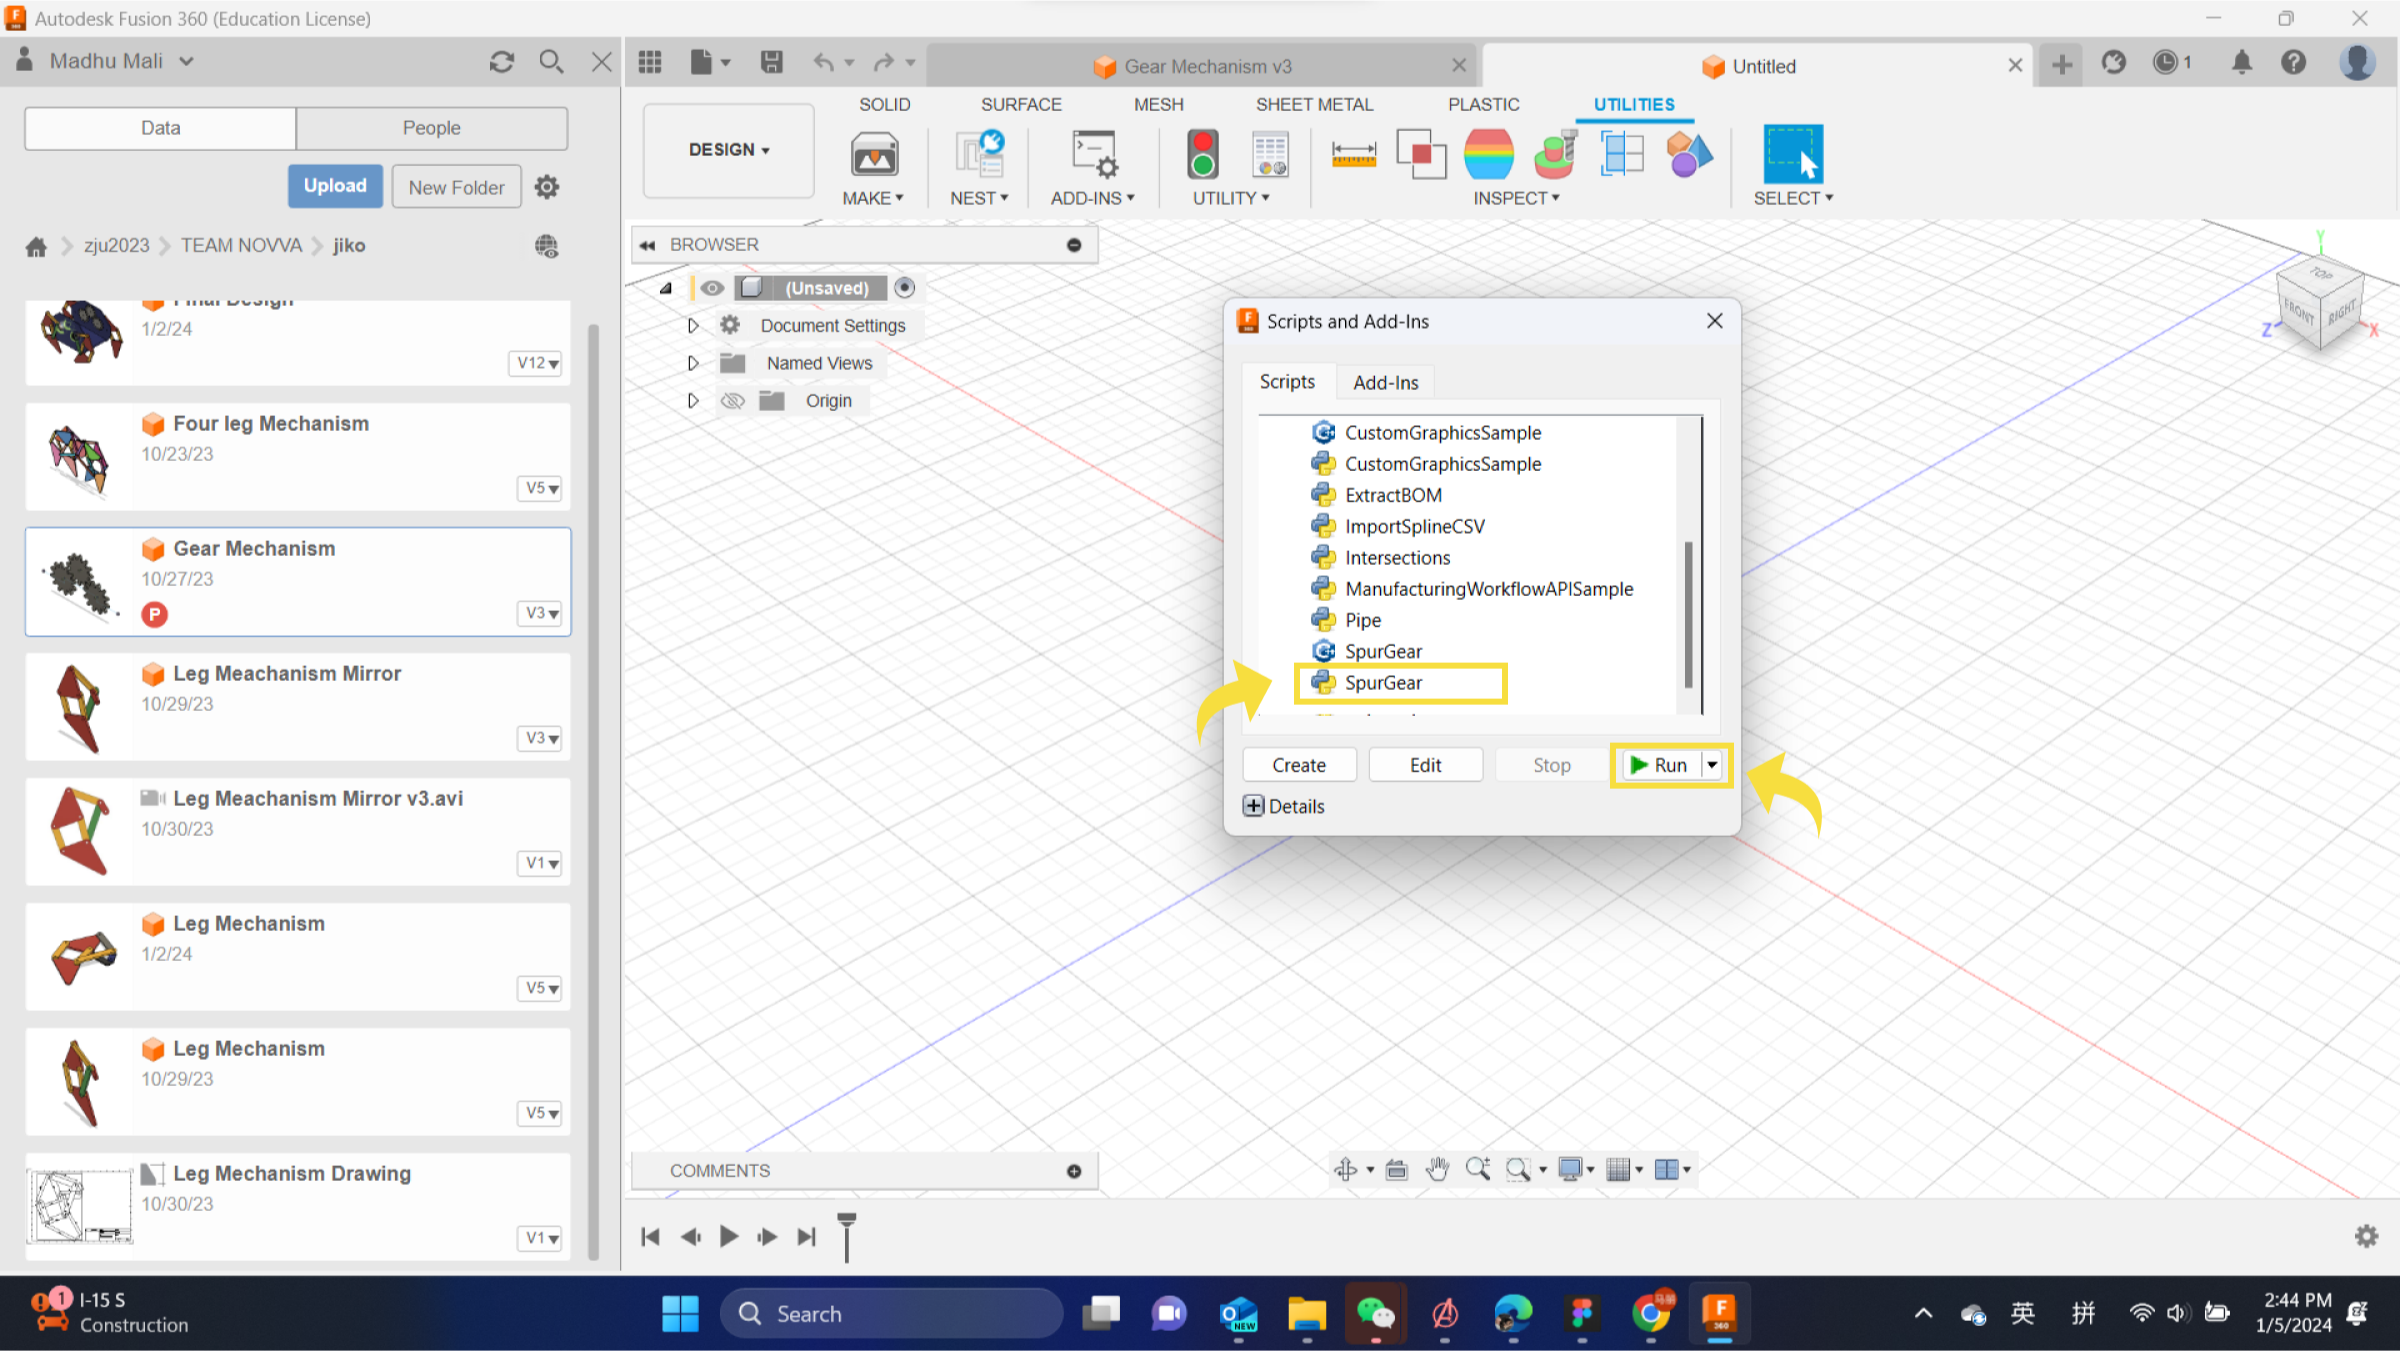 Autodesk Fusion 360 (Education License)
Madhu Mali
Gear Mechanism v3
Untitled
1
Data
People
Upload
New Folder
zju2023
TEAM NOVVA
jiko
SOLID
SURFACE
MESH
SHEET METAL
PLASTIC
UTILITIES
DESIGN
MAKE
NEST
ADD-INS
UTILITY
INSPECT
SELECT
BROWSER
(Unsaved)
Document Settings
Named Views
Origin
Final Design
1/2/24
V12
Four leg Mechanism
10/23/23
V5
Gear Mechanism
10/27/23
P
V3
Leg Meachanism Mirror
10/29/23
V3
Leg Meachanism Mirror v3.avi
10/30/23
V1
Leg Mechanism
1/2/24
V5
Leg Mechanism
10/29/23
V5
Leg Mechanism Drawing
10/30/23
V1
Y
TOP
FRONT
RIGHT
Z
X
Scripts and Add-Ins
Scripts
Add-Ins
CustomGraphicsSample
CustomGraphicsSample
ExtractBOM
ImportSplineCSV
Intersections
ManufacturingWorkflowAPISample
Pipe
SpurGear
SpurGear
Create
Edit
Stop
Run
Details
COMMENTS
1
I-15 S
Construction
Search
NEW
F
360
英
拼
2:44 PM
1/5/2024